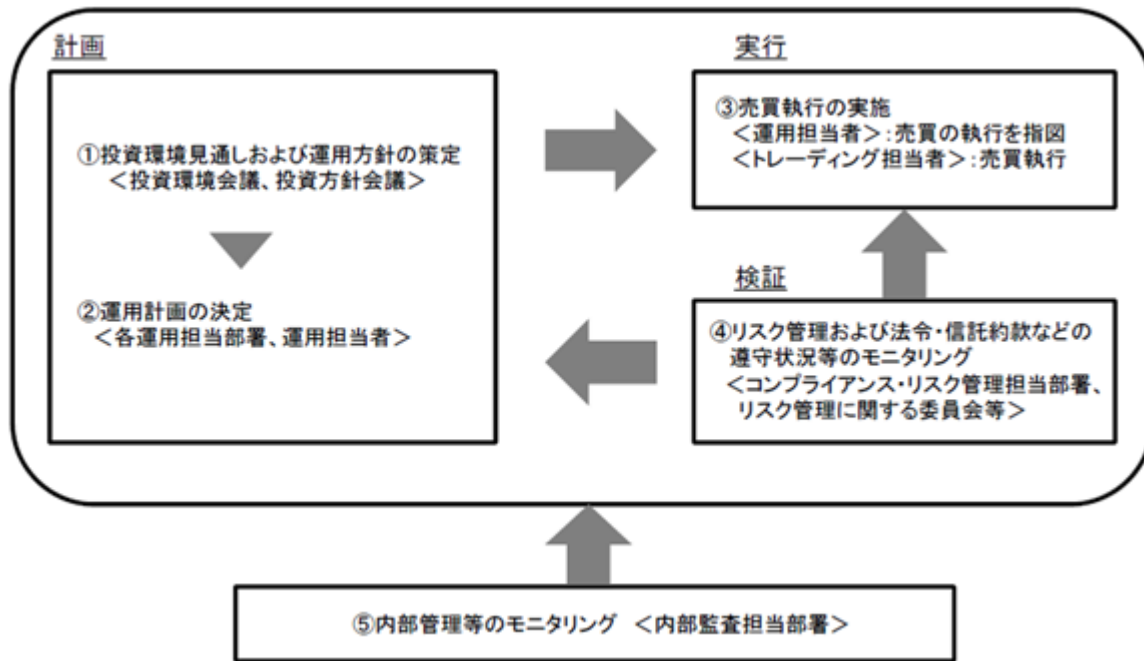 計画
①投資環境見通しおよび運用方針の策定
＜投資環境会議、投資方針会議＞
②運用計画の決定
＜各運用担当部署、運用担当者＞
実行
③売買執行の実施
＜運用担当者＞：売買の執行を指図
＜トレーディング担当者＞：売買執行
検証
④リスク管理および法令・信託約款などの
遵守状況等のモニタリング
＜コンプライアンス・リスク管理担当部署、
リスク管理に関する委員会等＞
⑤内部管理等のモニタリング　＜内部監査担当部署＞